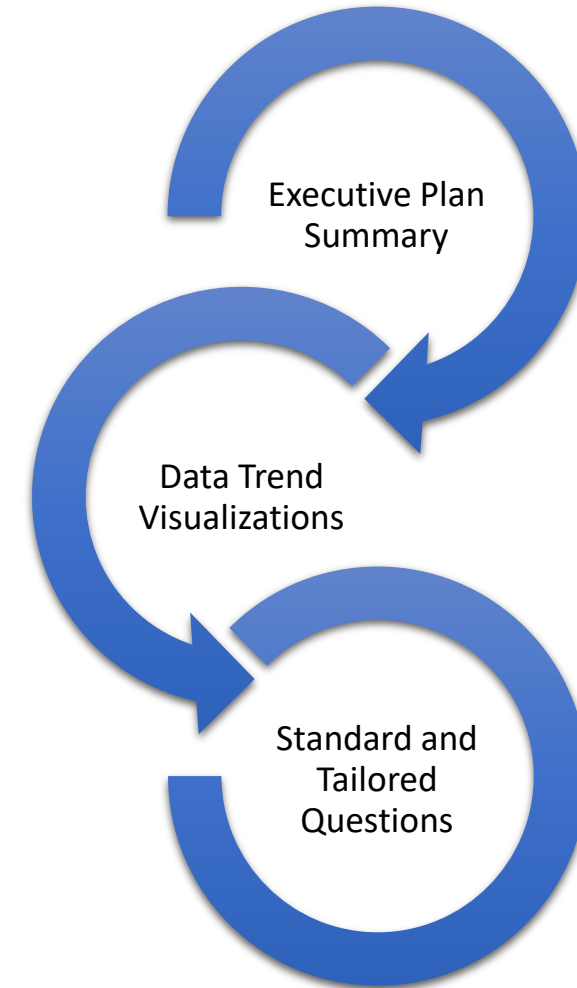 Executive Plan
Summary
Data Trend
Visualizations
Standard and
Tailored
Questions